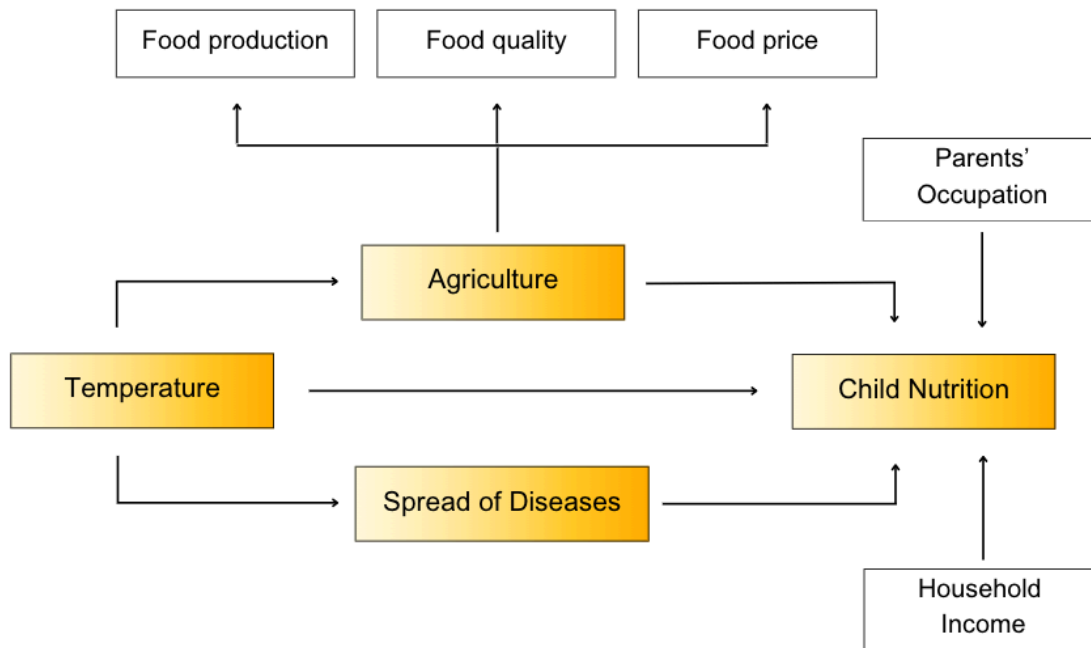 Food production
Food quality
Food price
Parents'
Occupation
Agriculture
Temperature
Child Nutrition
Spread of Diseases
Household
Income